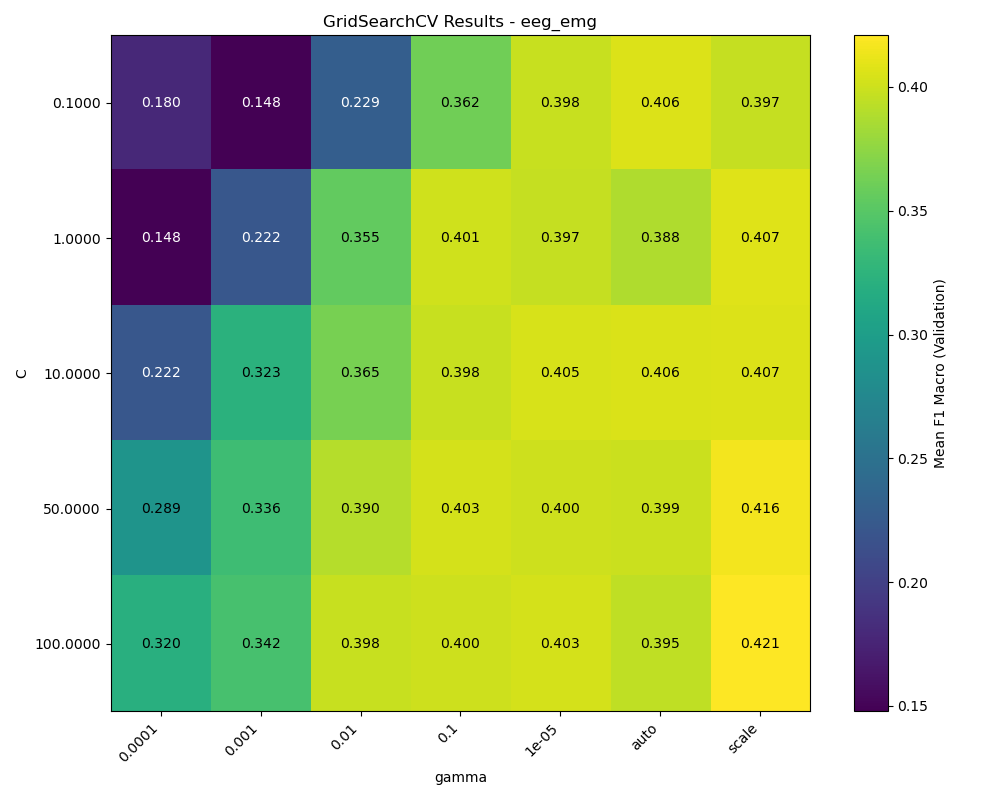 GridSearchCV Results - eeg_emg
0.1000 0.180 0.148 0.229 0.362 0.398 0.406 0.397
1.0000 0.148 0.222 0.355 0.401 0.397 0.388 0.407
10.0000 0.222 0.323 0.365 0.398 0.405 0.406 0.407
50.0000 0.289 0.336 0.390 0.403 0.400 0.399 0.416
100.0000 0.320 0.342 0.398 0.400 0.403 0.395 0.421
C
0.0001 0.001 0.01 0.1 1e-05 auto scale
gamma
0.40
0.35
0.30
0.25
0.20
0.15
Mean F1 Macro (Validation)